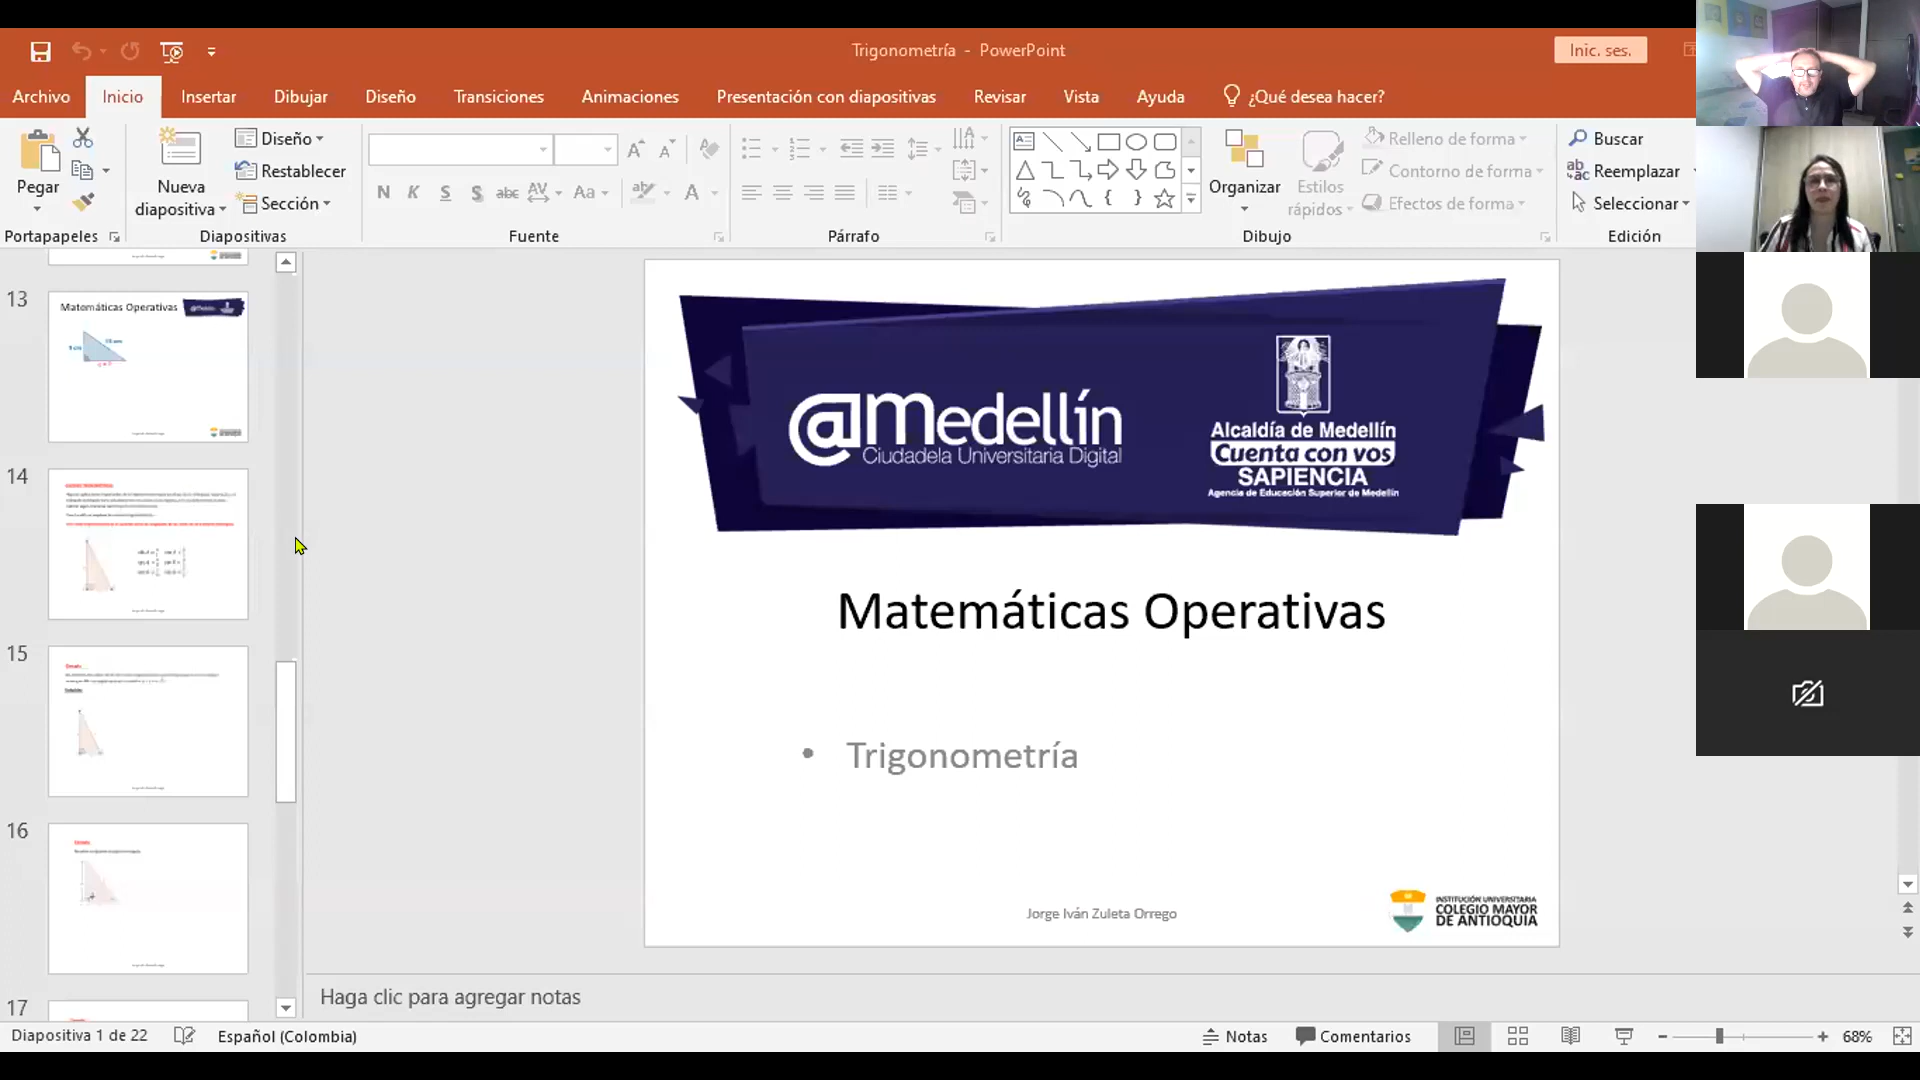 Trigonometría - PowerPoint
Inic. ses.
Archivo Inicio Insertar Dibujar Diseño Transiciones Animaciones Presentación con diapositivas Revisar Vista Ayuda ¿Qué desea hacer?
Pegar
Nueva diapositiva
Diseño
Restablecer
Sección
N K S S abc AV Aa A
Organizar
Estilos rápidos
Relleno de forma
Contorno de forma
Efectos de forma
Buscar
Reemplazar
Seleccionar
Portapapeles Diapositivas Fuente Párrafo Dibujo Edición
13
Matemáticas Operativas
14
15
16
17
@Medellín
Ciudadela Universitaria Digital
Alcaldía de Medellín
Cuenta con vos
SAPIENCIA
Agencia de Educación Superior de Medellín
Matemáticas Operativas
• Trigonometría
Jorge Iván Zuleta Orrego
INSTITUCIÓN UNIVERSITARIA
COLEGIO MAYOR
DE ANTIOQUIA
Haga clic para agregar notas
Diapositiva 1 de 22 Español (Colombia) Notas Comentarios 68%